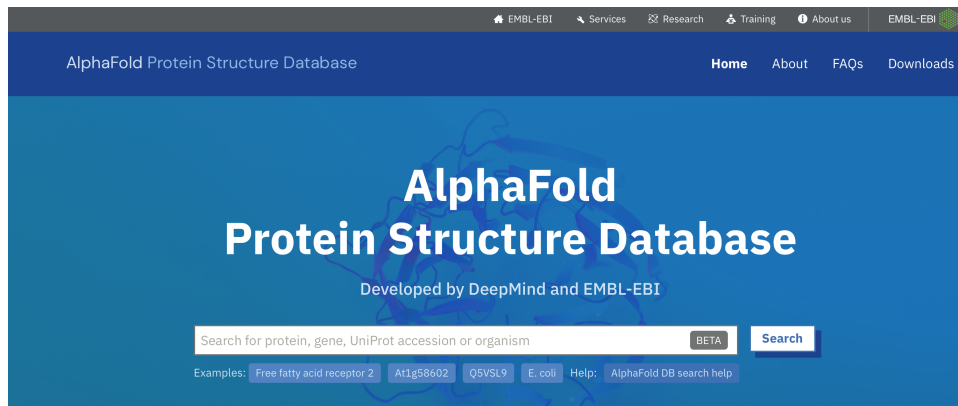 EMBL-EBI Services Research Training About us EMBL-EBI
AlphaFold Protein Structure Database Home About FAQs Downloads
AlphaFold
Protein Structure Database
Developed by DeepMind and EMBL-EBI
Search for protein, gene, UniProt accession or organism BETA Search
Examples: Free fatty acid receptor 2 At1g58602 Q5VSL9 E. coli Help: AlphaFold DB search help